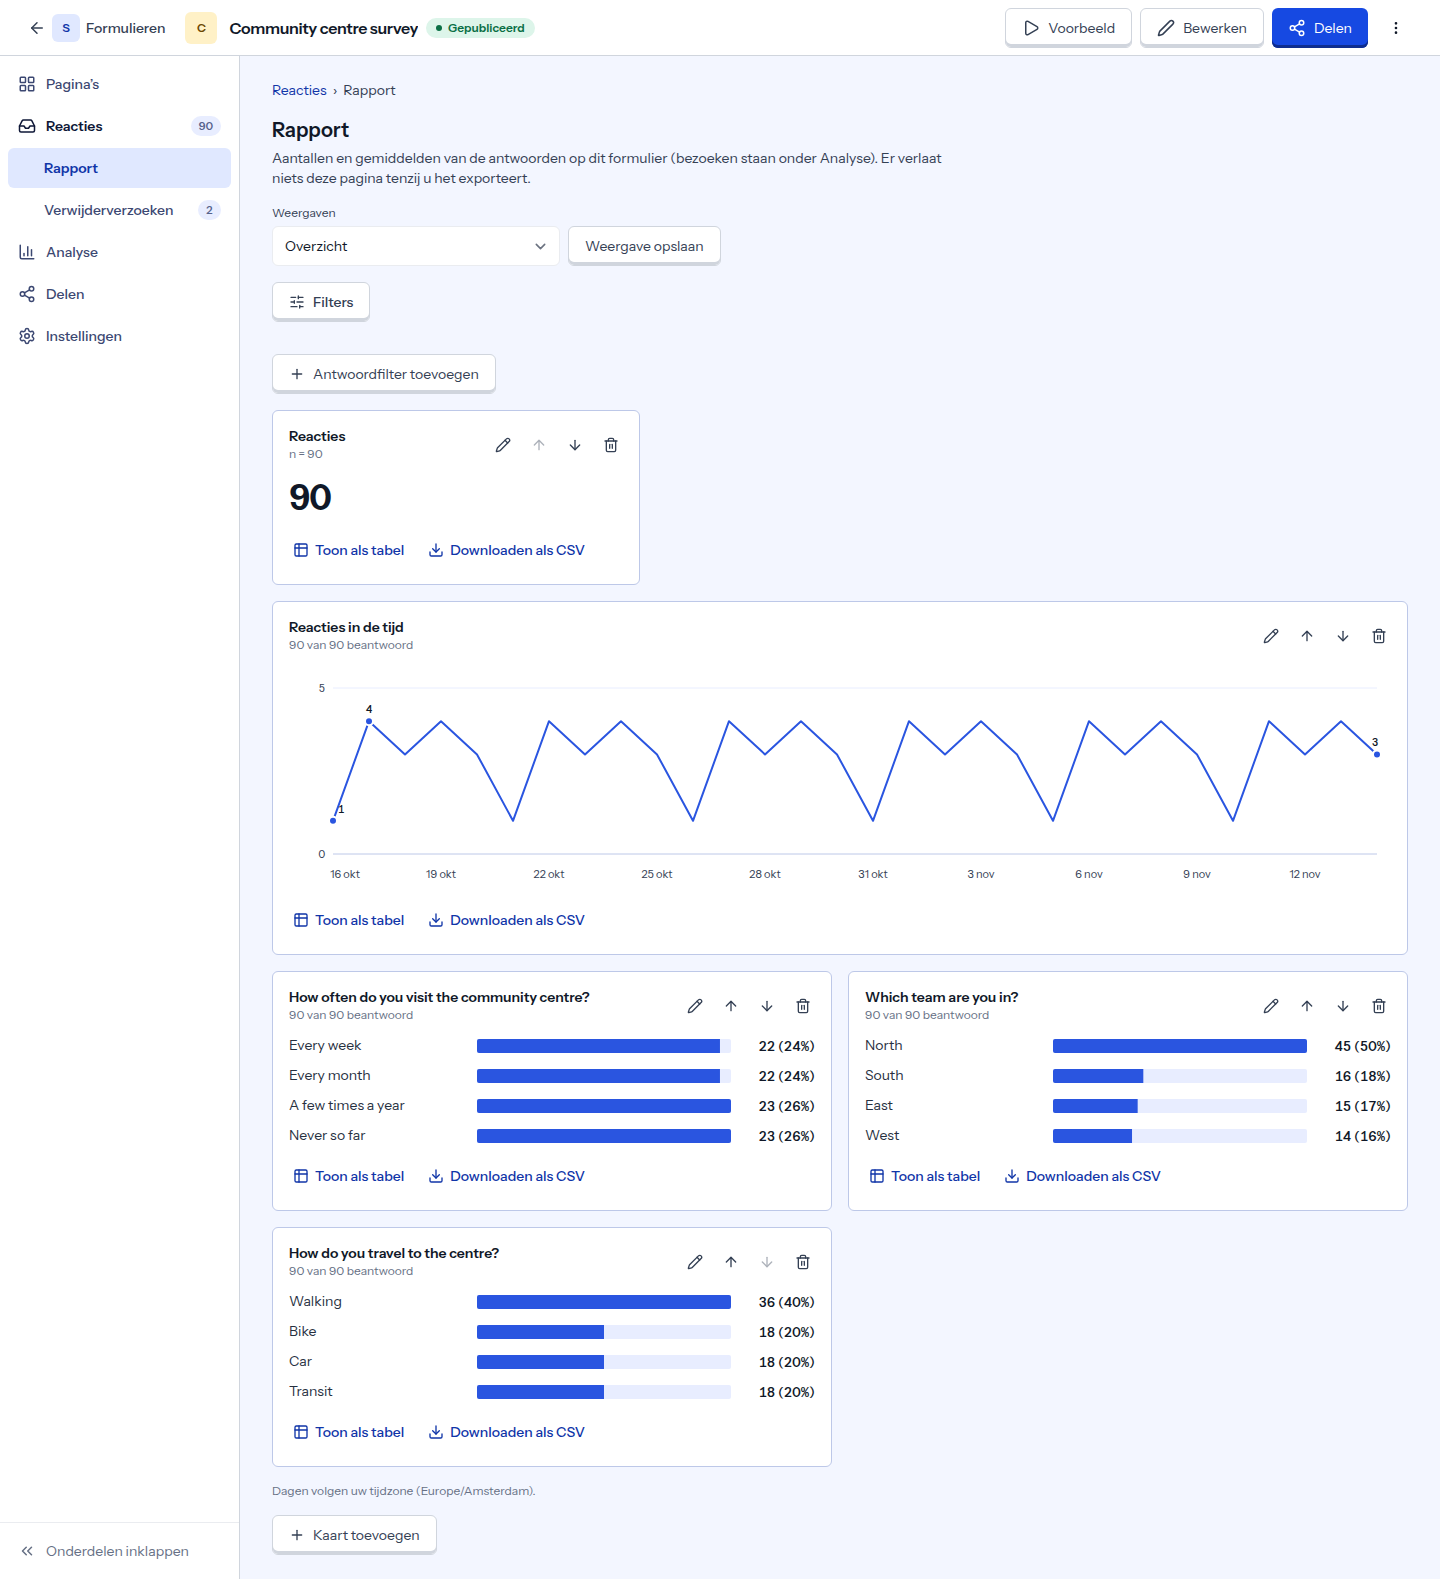 S Formulieren C Community centre survey Gepubliceerd Voorbeeld Bewerken Delen
Pagina's
Reacties 90
Rapport
Verwijderverzoeken 2
Analyse
Delen
Instellingen
Onderdelen inklappen
Reacties › Rapport
Rapport
Aantallen en gemiddelden van de antwoorden op dit formulier (bezoeken staan onder Analyse). Er verlaat
niets deze pagina tenzij u het exporteert.
Weergaven
Overzicht Weergave opslaan
Filters
Antwoordfilter toevoegen
Reacties
n = 90
90
Toon als tabel Downloaden als CSV
Reacties in de tijd
90 van 90 beantwoord
5
4
3
1
0
16 okt 19 okt 22 okt 25 okt 28 okt 31 okt 3 nov 6 nov 9 nov 12 nov
Toon als tabel Downloaden als CSV
How often do you visit the community centre?
90 van 90 beantwoord
Every week 22 (24%)
Every month 22 (24%)
A few times a year 23 (26%)
Never so far 23 (26%)
Toon als tabel Downloaden als CSV
Which team are you in?
90 van 90 beantwoord
North 45 (50%)
South 16 (18%)
East 15 (17%)
West 14 (16%)
Toon als tabel Downloaden als CSV
How do you travel to the centre?
90 van 90 beantwoord
Walking 36 (40%)
Bike 18 (20%)
Car 18 (20%)
Transit 18 (20%)
Toon als tabel Downloaden als CSV
Dagen volgen uw tijdzone (Europe/Amsterdam).
Kaart toevoegen